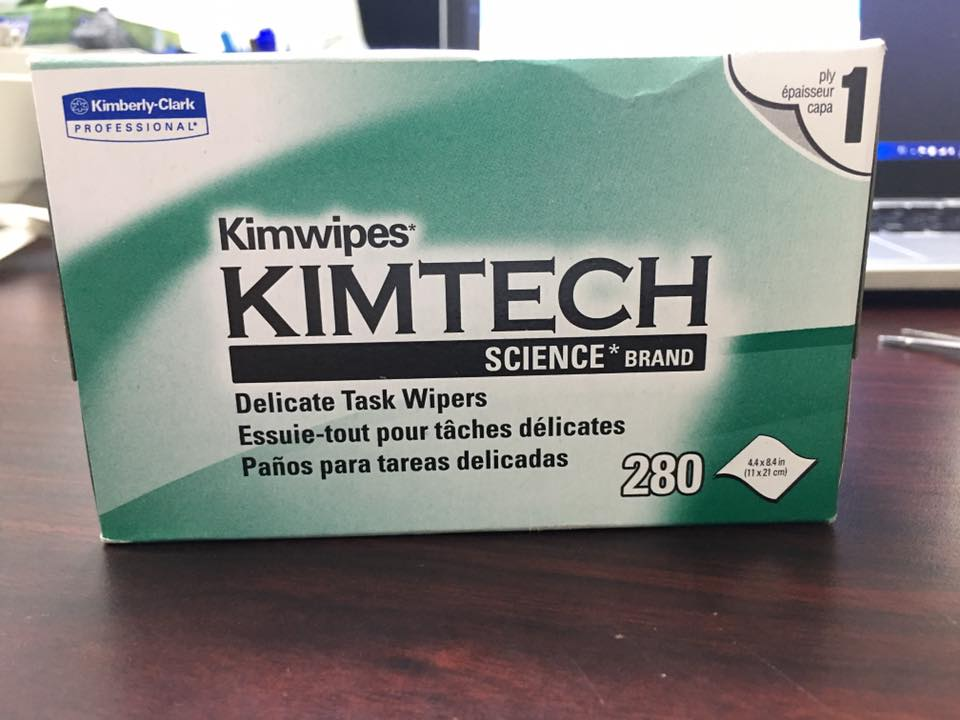 Kimberly-Clark
PROFESSIONAL*
ply
épaisseur
capa
1
Kimwipes*
KIMTECH
SCIENCE* BRAND
Delicate Task Wipers
Essuie-tout pour tâches délicates
Paños para tareas delicadas
280
4.4 x 8.4 in
(11 x 21 cm)